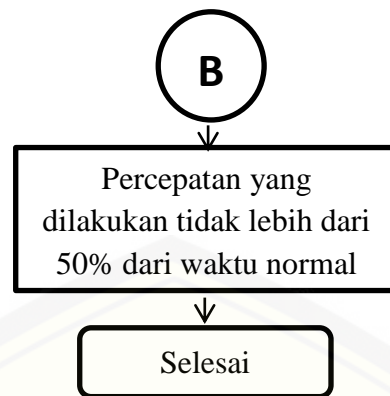 B
Percepatan yang
dilakukan tidak lebih dari
50% dari waktu normal
Selesai